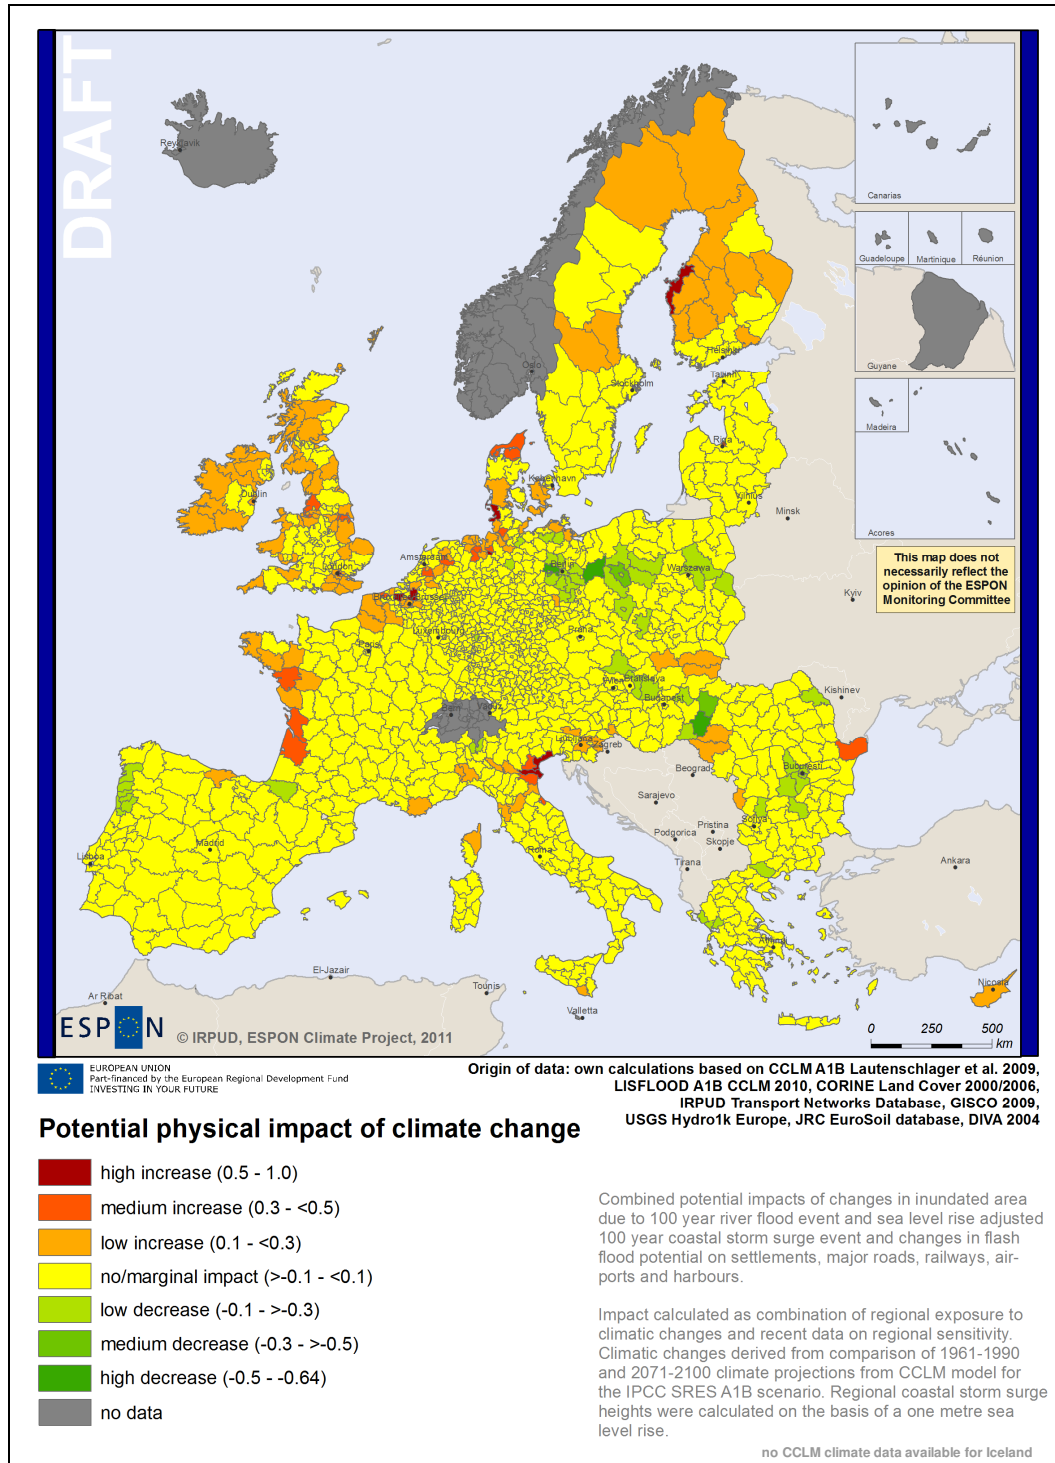 DRAFT
Reykjavik
Canarias
Guadeloupe
Martinique
Réunion
Guyane
Madeira
Acores
This map does not
necessarily reflect the
opinion of the ESPON
Monitoring Committee
Oslo
Helsinki
Tallinn
Stockholm
Riga
København
Vilnius
Minsk
Dublin
Amsterdam
Berlin
Warszawa
London
Kyiv
Luxembourg
Praha
Paris
Wien
Bratislava
Budapest
Kishinev
Bern
Vaduz
Ljubljana
Zagreb
Beograd
Bucuresti
Sarajevo
Pristina
Podgorica
Skopje
Sofiya
Tirana
Ankara
Madrid
Lisboa
Roma
Athinai
Nicosia
El-Jazair
Tounis
Ar Ribat
Valletta
ESPON
© IRPUD, ESPON Climate Project, 2011
0 250 500
km
EUROPEAN UNION
Part-financed by the European Regional Development Fund
INVESTING IN YOUR FUTURE
Origin of data: own calculations based on CCLM A1B Lautenschlager et al. 2009,
LISFLOOD A1B CCLM 2010, CORINE Land Cover 2000/2006,
IRPUD Transport Networks Database, GISCO 2009,
USGS Hydro1k Europe, JRC EuroSoil database, DIVA 2004
Potential physical impact of climate change
high increase (0.5 - 1.0)
medium increase (0.3 - <0.5)
low increase (0.1 - <0.3)
no/marginal impact (>-0.1 - <0.1)
low decrease (-0.1 - >-0.3)
medium decrease (-0.3 - >-0.5)
high decrease (-0.5 - -0.64)
no data
Combined potential impacts of changes in inundated area
due to 100 year river flood event and sea level rise adjusted
100 year coastal storm surge event and changes in flash
flood potential on settlements, major roads, railways, air-
ports and harbours.
Impact calculated as combination of regional exposure to
climatic changes and recent data on regional sensitivity.
Climatic changes derived from comparison of 1961-1990
and 2071-2100 climate projections from CCLM model for
the IPCC SRES A1B scenario. Regional coastal storm surge
heights were calculated on the basis of a one metre sea
level rise.
no CCLM climate data available for Iceland